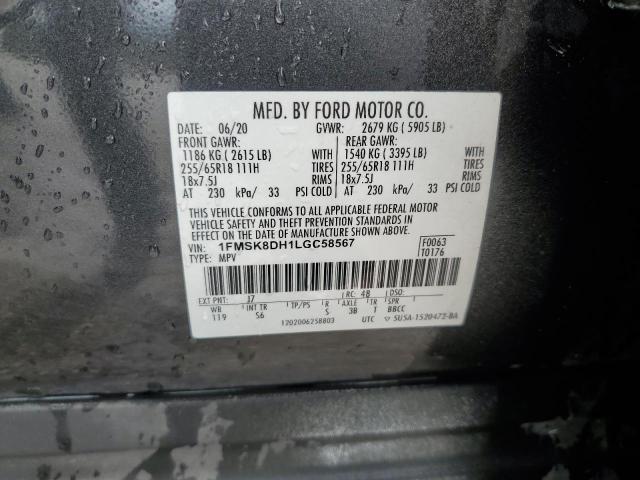 MFD. BY FORD MOTOR CO.
DATE: 06/20 GVWR: 2679 KG ( 5905 LB)
FRONT GAWR: REAR GAWR:
1186 KG ( 2615 LB) WITH 1540 KG ( 3395 LB) WITH
255/65R18 111H TIRES 255/65R18 111H TIRES
18x7.5J RIMS 18x7.5J RIMS
AT 230 kPa/ 33 PSI COLD AT 230 kPa/ 33 PSI COLD
THIS VEHICLE CONFORMS TO ALL APPLICABLE FEDERAL MOTOR
VEHICLE SAFETY AND THEFT PREVENTION STANDARDS IN
EFFECT ON THE DATE OF MANUFACTURE SHOWN ABOVE.
VIN: 1FMSK8DH1LGC58567 F0063
TYPE: MPV T0176
EXT PNT: J7 RC: 48 DSO:
WB INT TR TP/PS R AXLE TR SPR
119 S6 S 3B 1 BBCC
1202006258803 UTC SU5A-1520472-BA